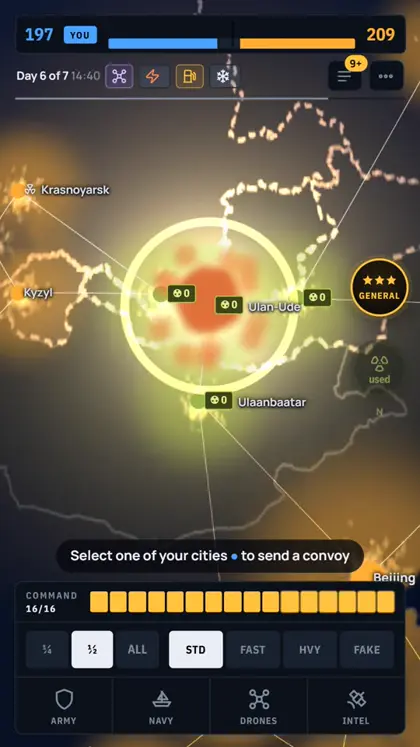 197 YOU 209
Day 6 of 7 14:40
9+
Krasnoyarsk
Kyzyl
0
0 Ulan-Ude 0
GENERAL
used
N
0 Ulaanbaatar
Select one of your cities • to send a convoy
Beijing
COMMAND
16/16
¼ ½ ALL STD FAST HVY FAKE
ARMY NAVY DRONES INTEL